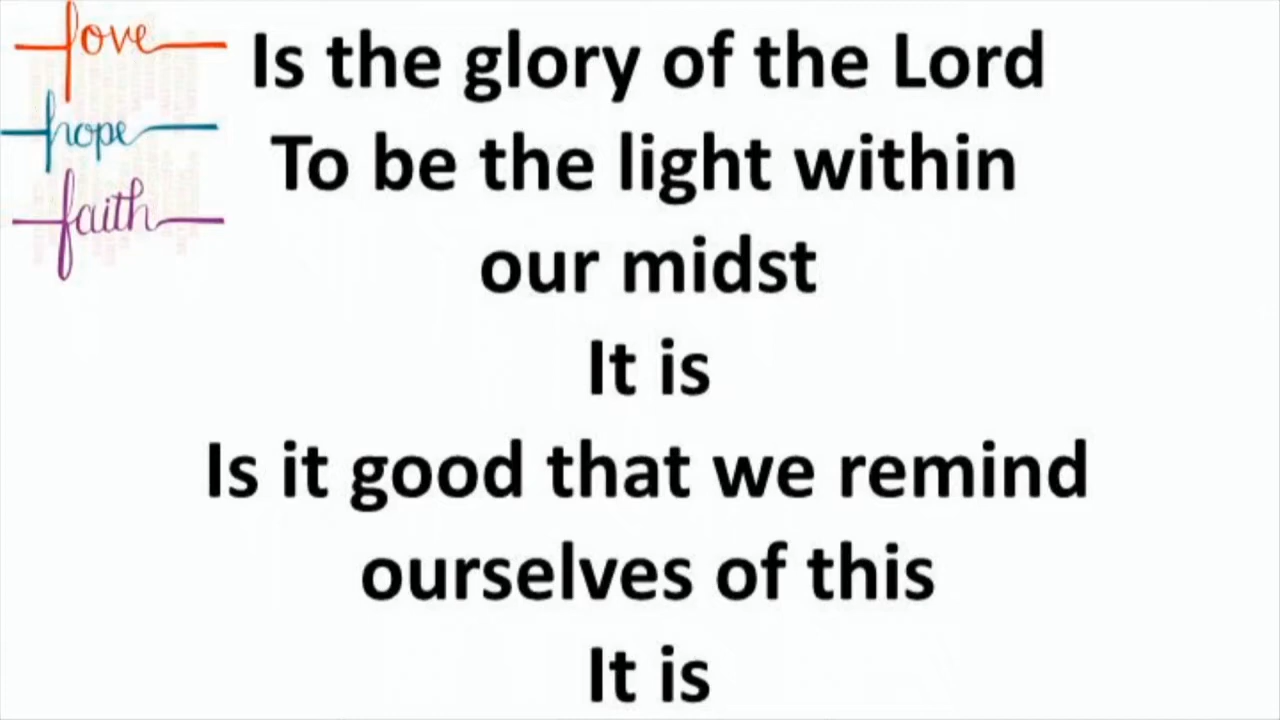 love
hope
faith
Is the glory of the Lord
To be the light within
our midst
It is
Is it good that we remind
ourselves of this
It is